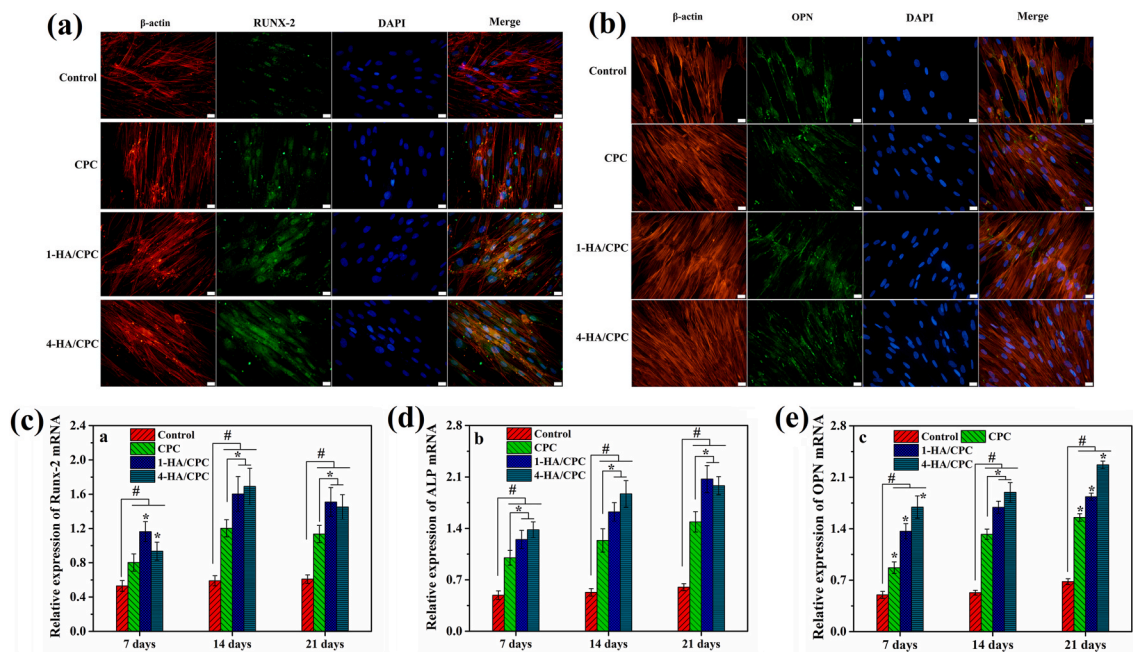 (a)
β-actin RUNX-2 DAPI Merge
Control
CPC
1-HA/CPC
4-HA/CPC
(b)
β-actin OPN DAPI Merge
Control
CPC
1-HA/CPC
4-HA/CPC
(c)
a
Relative expression of Runx-2 mRNA
2.4
2.0
1.6
1.2
0.8
0.4
0.0
Control
CPC
1-HA/CPC
4-HA/CPC
# * *
# *
# *
7 days 14 days 21 days
(d)
b
Relative expression of ALP mRNA
2.8
2.1
1.4
0.7
0.0
Control
CPC
1-HA/CPC
4-HA/CPC
# *
# *
# *
7 days 14 days 21 days
(e)
c
Relative expression of OPN mRNA
2.8
2.1
1.4
0.7
0.0
Control CPC
1-HA/CPC
4-HA/CPC
# * * *
# *
# * * *
7 days 14 days 21 days